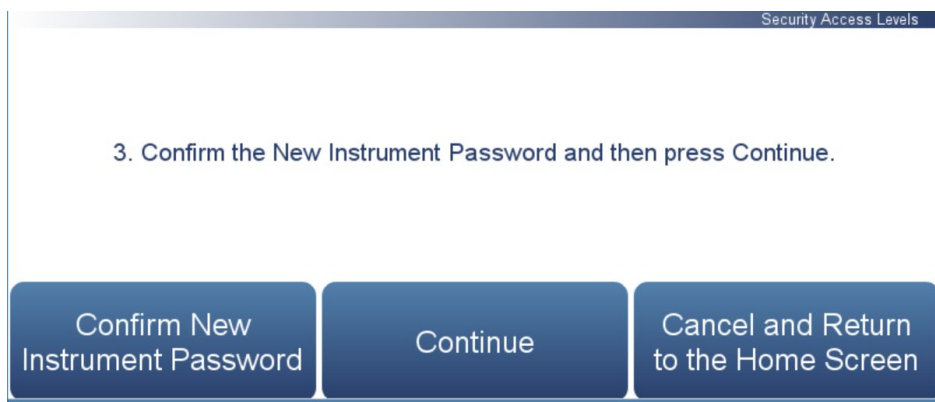 Security Access Levels
3. Confirm the New Instrument Password and then press Continue.
Confirm New
Instrument Password
Continue
Cancel and Return
to the Home Screen